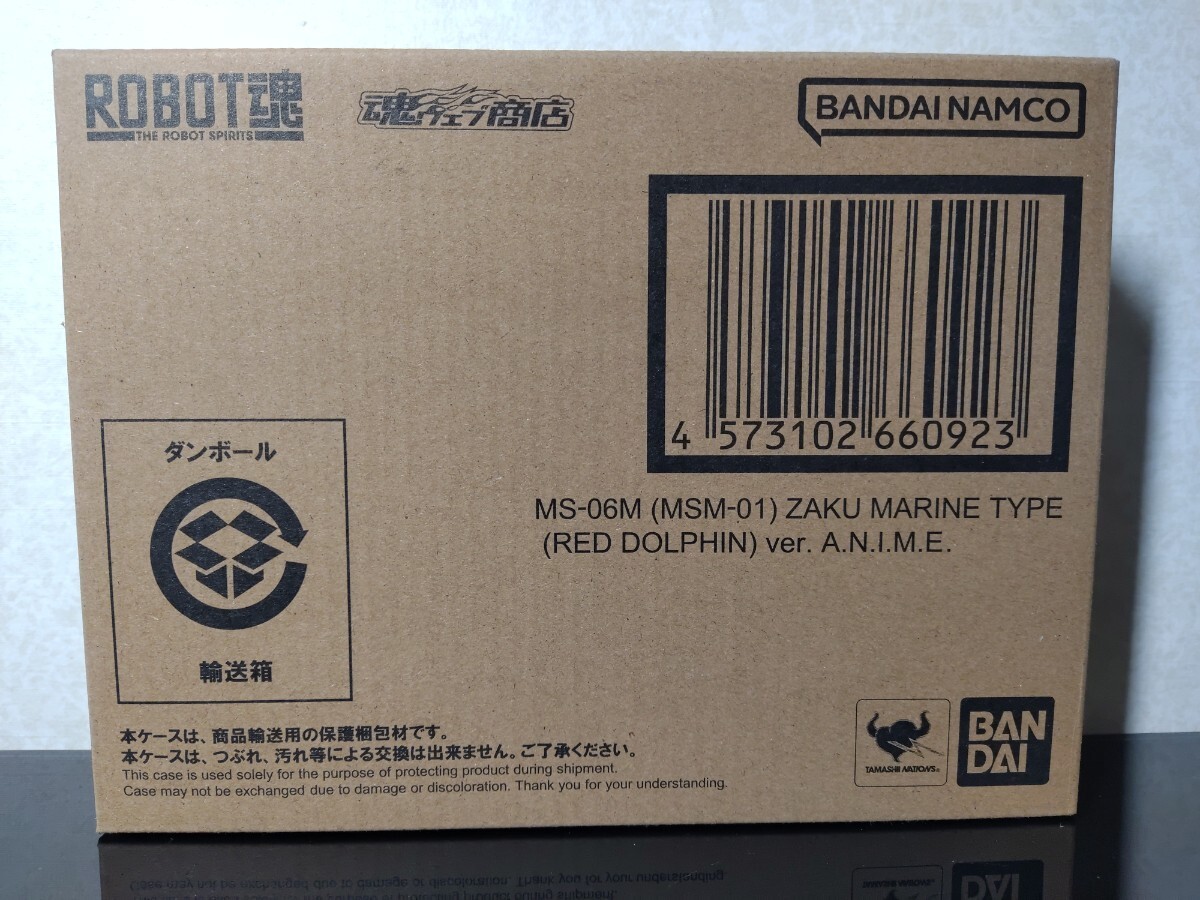 ROBOT魂
THE ROBOT SPIRITS
魂ウェブ商店
BANDAI NAMCO
4 573102 660923
MS-06M (MSM-01) ZAKU MARINE TYPE
(RED DOLPHIN) ver. A.N.I.M.E.
ダンボール
輸送箱
本ケースは、商品輸送用の保護梱包材です。
本ケースは、つぶれ、汚れ等による交換は出来ません。ご了承ください。
This case is used solely for the purpose of protecting product during shipment.
Case may not be exchanged due to damage or discoloration. Thank you for your understanding.
TAMASHII NATIONS®
BAN
DAI